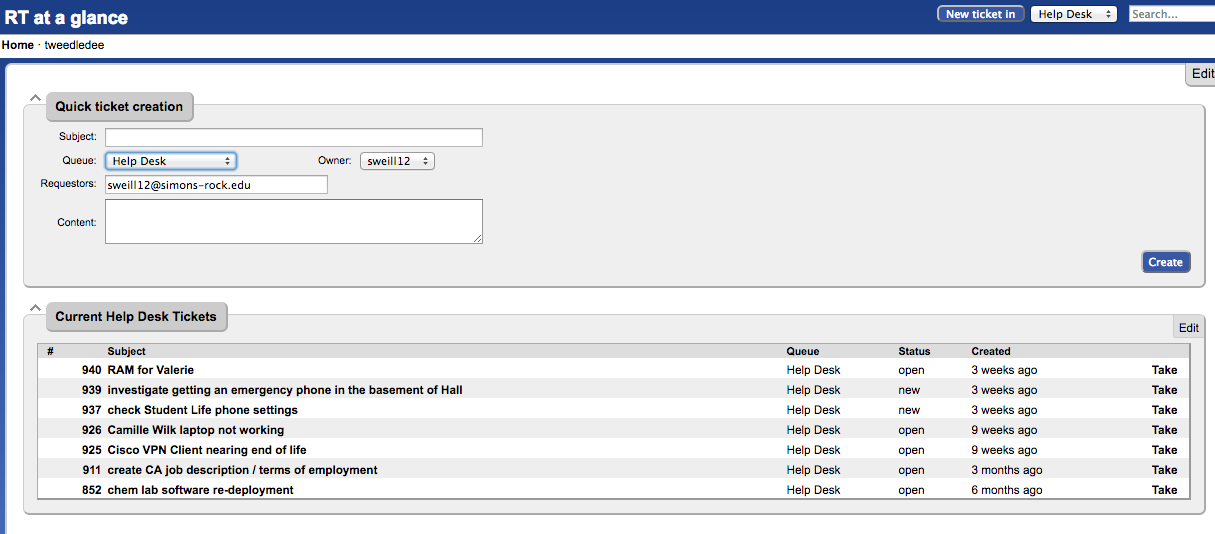 RT at a glance New ticket in Help Desk Search...
Home · tweedledee
Edit
Quick ticket creation
Subject:
Queue: Help Desk Owner: sweill12
Requestors: sweill12@simons-rock.edu
Content:
Create
Current Help Desk Tickets
Edit
# Subject Queue Status Created
940 RAM for Valerie Help Desk open 3 weeks ago Take
939 investigate getting an emergency phone in the basement of Hall Help Desk new 3 weeks ago Take
937 check Student Life phone settings Help Desk new 3 weeks ago Take
926 Camille Wilk laptop not working Help Desk open 9 weeks ago Take
925 Cisco VPN Client nearing end of life Help Desk open 9 weeks ago Take
911 create CA job description / terms of employment Help Desk open 3 months ago Take
852 chem lab software re-deployment Help Desk open 6 months ago Take